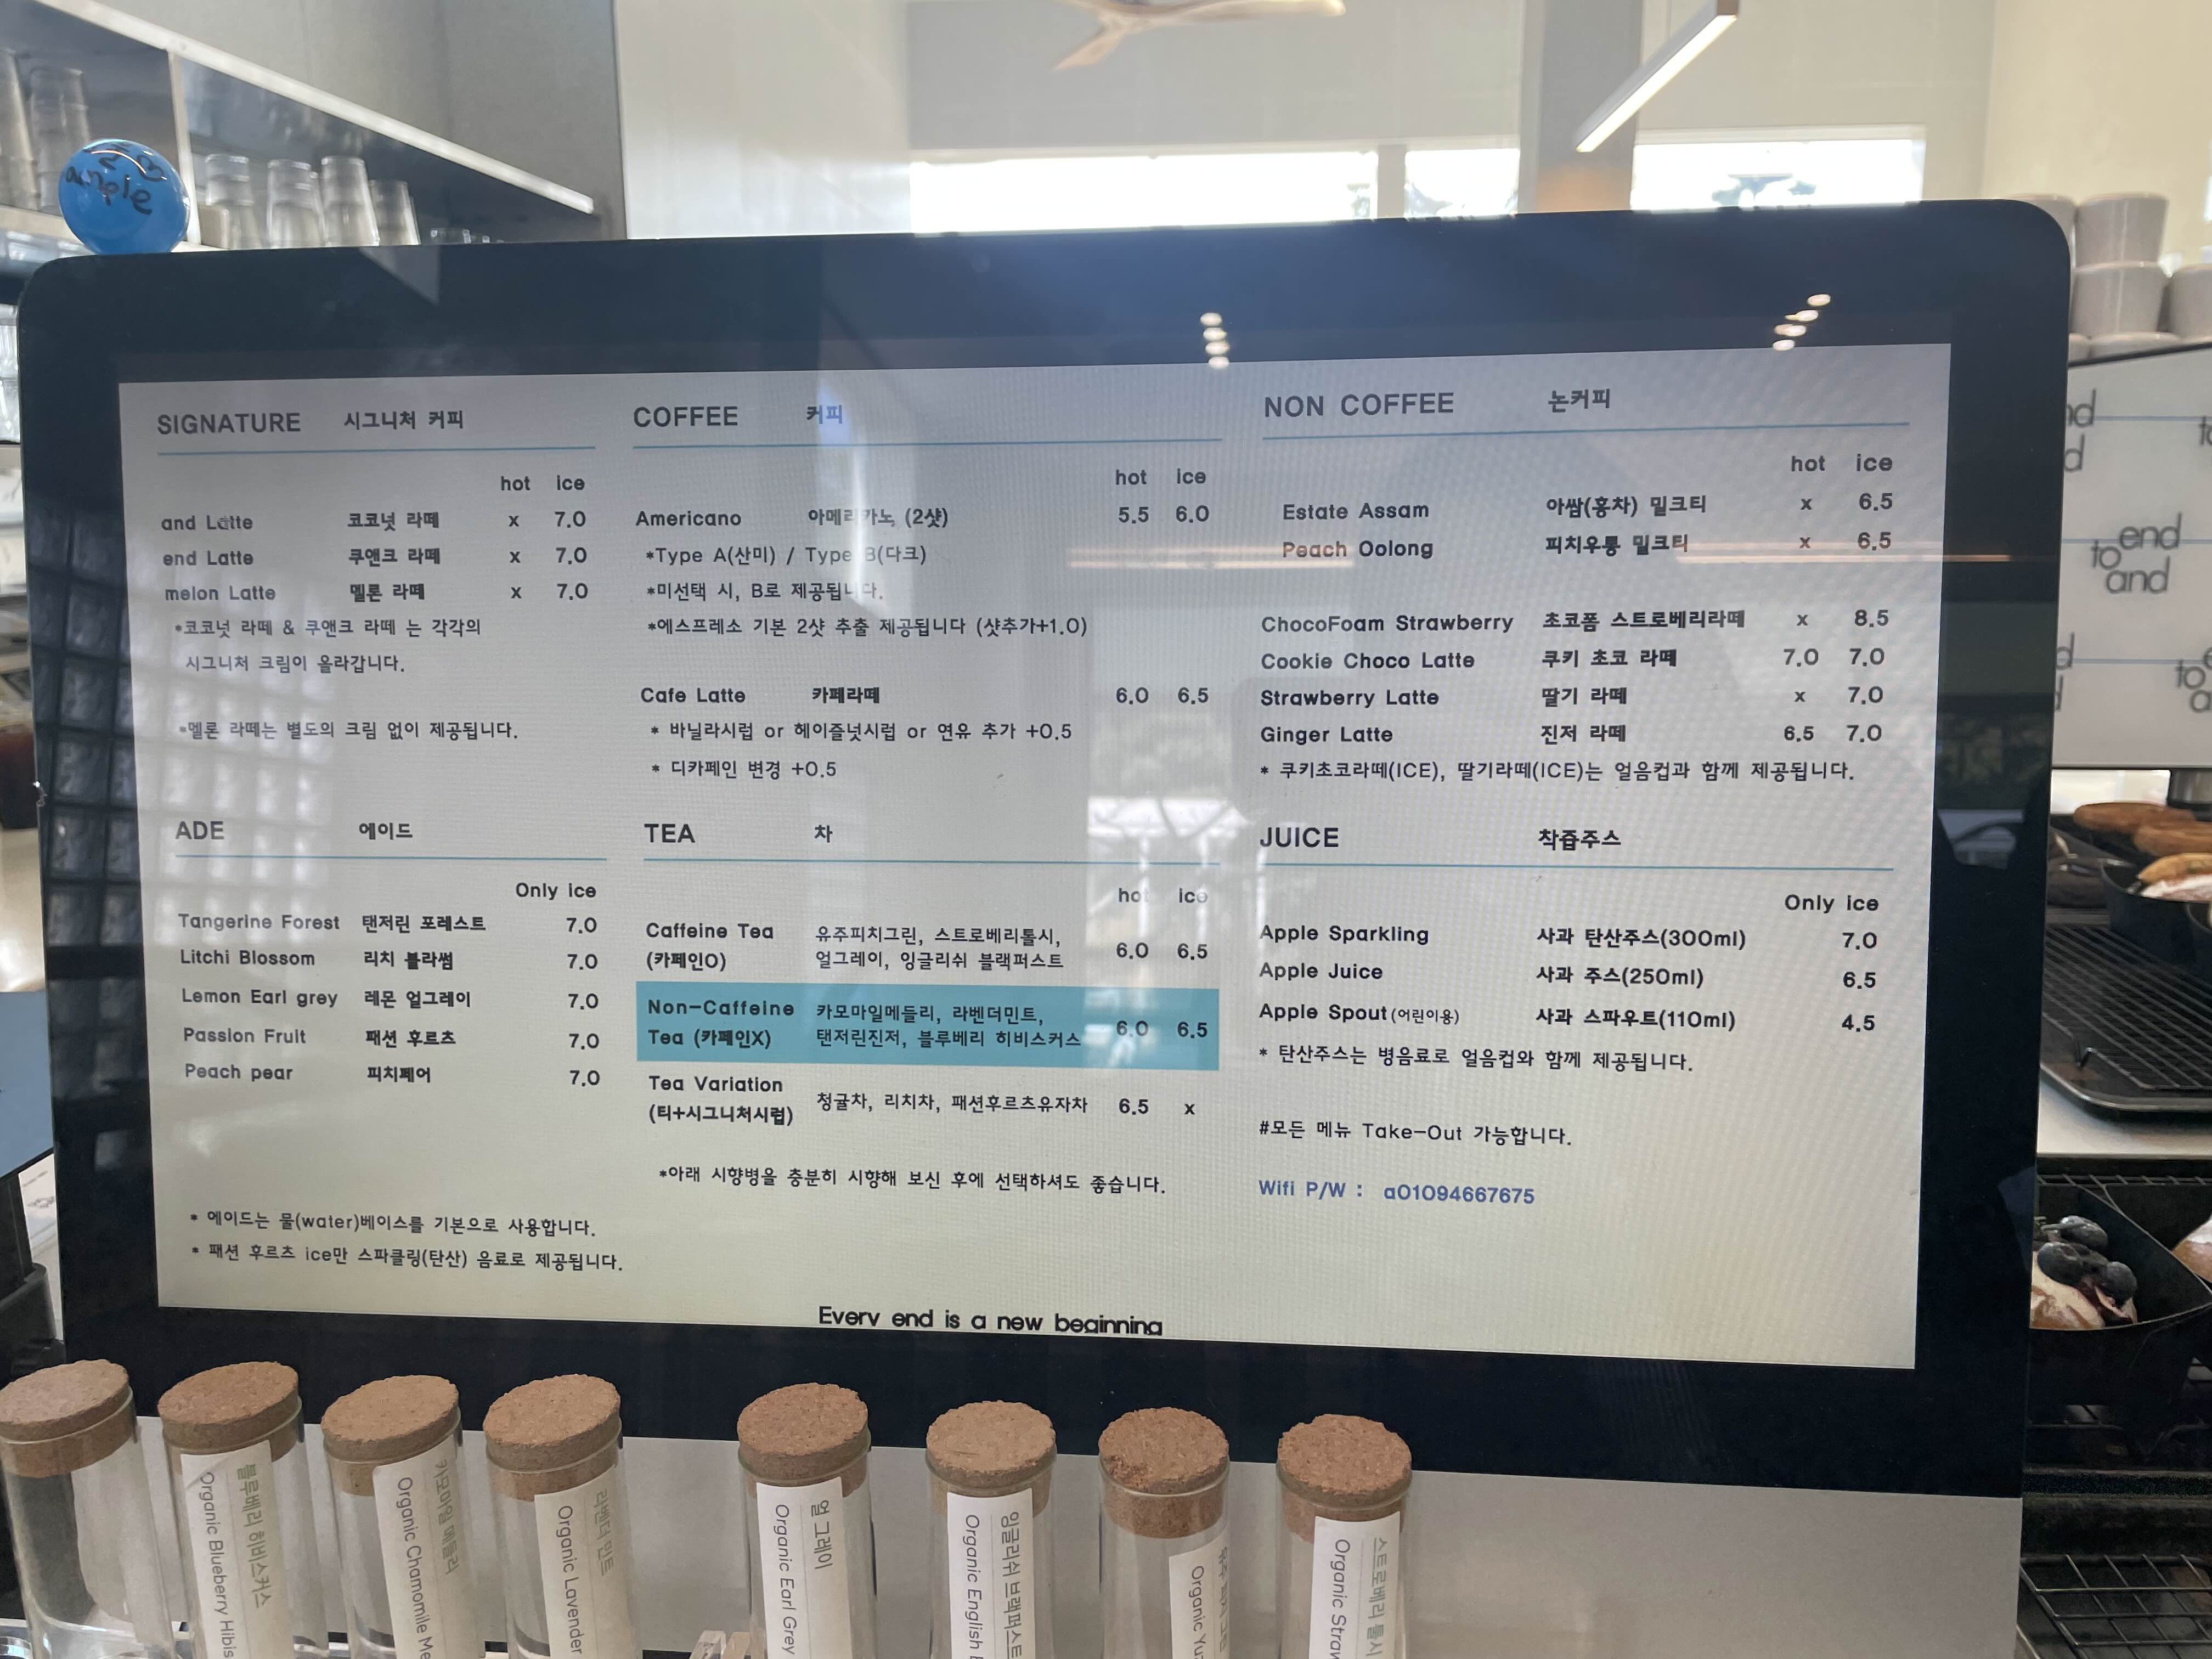 ample
SIGNATURE 시그니처 커피
hot ice
and Latte 코코넛 라떼 x 7.0
end Latte 쿠앤크 라떼 x 7.0
melon Latte 멜론 라떼 x 7.0
*코코넛 라떼 & 쿠앤크 라떼 는 각각의
시그니처 크림이 올라갑니다.
*멜론 라떼는 별도의 크림 없이 제공됩니다.
COFFEE 커피
hot ice
Americano 아메리카노 (2샷) 5.5 6.0
*Type A(산미) / Type B(다크)
*미선택 시, B로 제공됩니다.
*에스프레소 기본 2샷 추출 제공됩니다 (샷추가+1.0)
Cafe Latte 카페라떼 6.0 6.5
* 바닐라시럽 or 헤이즐넛시럽 or 연유 추가 +0.5
* 디카페인 변경 +0.5
NON COFFEE 논커피
hot ice
Estate Assam 아쌈(홍차) 밀크티 x 6.5
Peach Oolong 피치우롱 밀크티 x 6.5
ChocoFoam Strawberry 초코폼 스트로베리라떼 x 8.5
Cookie Choco Latte 쿠키 초코 라떼 7.0 7.0
Strawberry Latte 딸기 라떼 x 7.0
Ginger Latte 진저 라떼 6.5 7.0
* 쿠키초코라떼(ICE), 딸기라떼(ICE)는 얼음컵과 함께 제공됩니다.
ADE 에이드
Only ice
Tangerine Forest 탠저린 포레스트 7.0
Litchi Blossom 리치 블라썸 7.0
Lemon Earl grey 레몬 얼그레이 7.0
Passion Fruit 패션 후르츠 7.0
Peach pear 피치페어 7.0
* 에이드는 물(water)베이스를 기본으로 사용합니다.
* 패션 후르츠 ice만 스파클링(탄산) 음료로 제공됩니다.
TEA 차
hot ice
Caffeine Tea 유주피치그린, 스트로베리툴시,
(카페인O) 얼그레이, 잉글리쉬 블랙퍼스트 6.0 6.5
Non-Caffeine 카모마일메들리, 라벤더민트,
Tea (카페인X) 탠저린진저, 블루베리 히비스커스 6.0 6.5
Tea Variation
(티+시그니처시럽) 청귤차, 리치차, 패션후르츠유자차 6.5 x
*아래 시향병을 충분히 시향해 보신 후에 선택하셔도 좋습니다.
JUICE 착즙주스
Only ice
Apple Sparkling 사과 탄산주스(300ml) 7.0
Apple Juice 사과 주스(250ml) 6.5
Apple Spout (어린이용) 사과 스파우트(110ml) 4.5
* 탄산주스는 병음료로 얼음컵와 함께 제공됩니다.
#모든 메뉴 Take-Out 가능합니다.
Wifi P/W : a01094667675
Every end is a new beginning
to end
and
블루베리 히비스커스
Organic Blueberry Hibis
카모마일 메들리
Organic Chamomile Me
라벤더 민트
Organic Lavender
얼 그레이
Organic Earl Grey
잉글리쉬 브랙퍼스트
Organic English
Organic Yu
스트로베리 툴시
Organic Straw